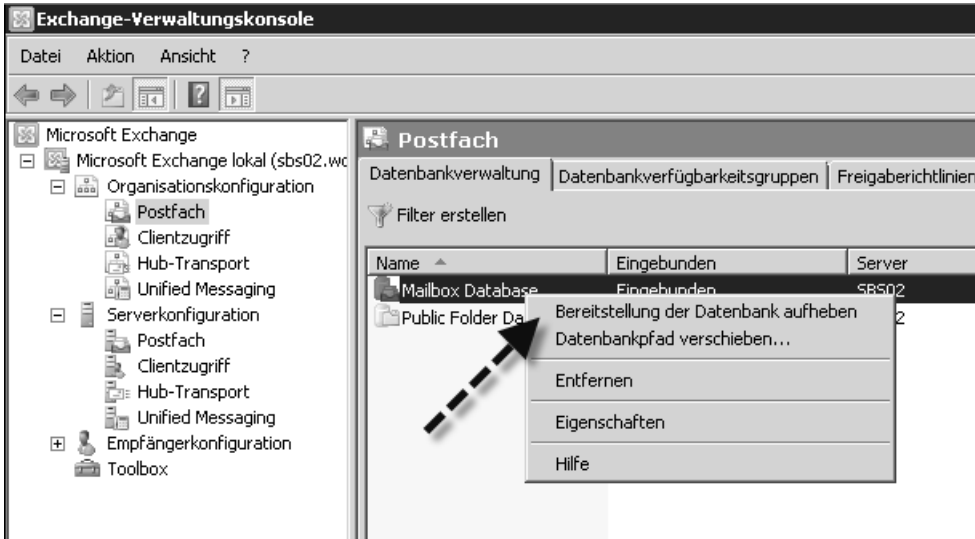 Exchange-Verwaltungskonsole
Datei Aktion Ansicht ?
Microsoft Exchange
Microsoft Exchange lokal (sbs02.wo
Organisationskonfiguration
Postfach
Clientzugriff
Hub-Transport
Unified Messaging
Serverkonfiguration
Postfach
Clientzugriff
Hub-Transport
Unified Messaging
Empfängerkonfiguration
Toolbox
Postfach
Datenbankverwaltung Datenbankverfügbarkeitsgruppen Freigaberichtlinien
Filter erstellen
Name Eingebunden Server
Mailbox Database Eingebunden SBS02
Public Folder Da 2
Bereitstellung der Datenbank aufheben
Datenbankpfad verschieben...
Entfernen
Eigenschaften
Hilfe